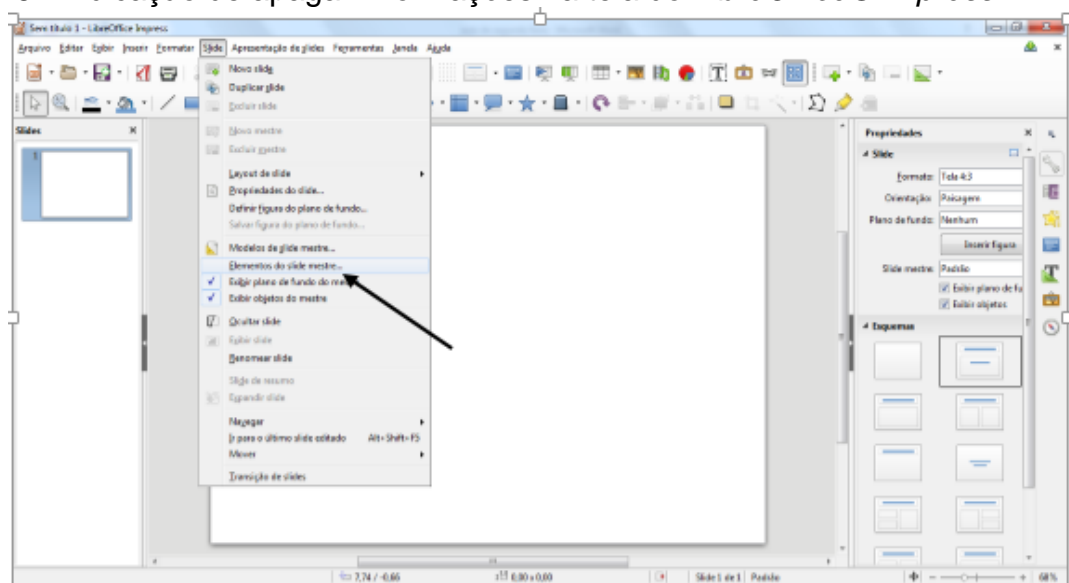 Sem título 1 - LibreOffice Impress
Arquivo Editar Exibir Inserir Formatar Slide Apresentação de slides Ferramentas Janela Ajuda
Slides
1
Novo slide
Duplicar slide
Excluir slide
Novo mestre
Excluir mestre
Layout de slide
Propriedades do slide...
Definir figura do plano de fundo...
Salvar figura do plano de fundo...
Modelos de slide mestre...
Elementos do slide mestre...
Exibir plano de fundo do
Exibir objetos do mestre
Ocultar slide
Exibir slide
Renomear slide
Slide de resumo
Expandir slide
Navegar
Ir para o último slide editado Alt+Shift+F5
Mover
Transição de slides
Propriedades
Slide
Formato: Tela 4:3
Orientação: Paisagem
Plano de fundo: Nenhum
Inserir figura
Slide mestre: Padrão
Exibir plano de fu
Exibir objetos
Esquemas
7,74 / -0,66 0,00 x 0,00 Slide 1 de 1 Padrão 68%